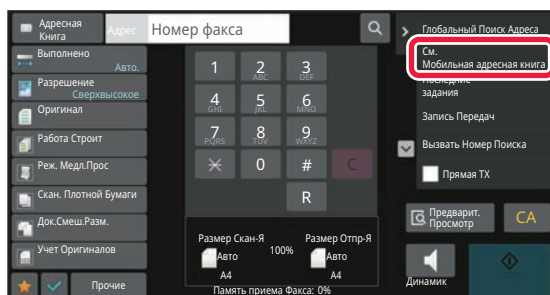 Адресная
Книга
Адрес
Номер факса
Глобальный Поиск Адреса
Выполнено
Авто.
См.
Мобильная адресная книга
Разрешение
Сверхвысокое
Последние
задания
Оригинал
Запись Передач
Работа Строит
Вызвать Номер Поиска
Реж. Медл.Прос
Прямая TX
Скан. Плотной Бумаги
Док.Смеш.Разм.
Учет Оригиналов
Прочие
1
2
ABC
3
DEF
4
GHI
5
JKL
6
MNO
7
PQRS
8
TUV
9
WXYZ
0
#
C
R
Размер Скан-Я
100%
Размер Отпр-Я
Авто
A4
Авто
A4
Память приема Факса: 0%
Предварит.
Просмотр
CA
Динамик